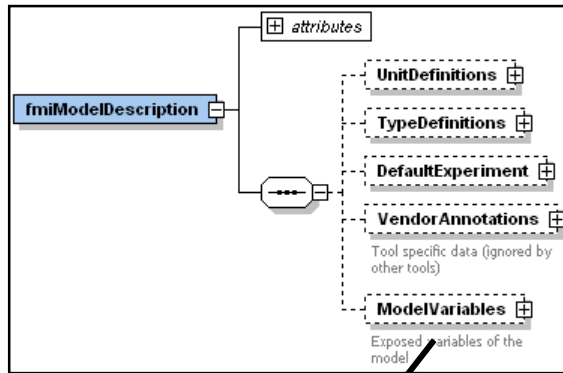 attributes
UnitDefinitions
fmiModelDescription
TypeDefinitions
DefaultExperiment
VendorAnnotations
Tool specific data (ignored by
other tools)
ModelVariables
Exposed variables of the
model